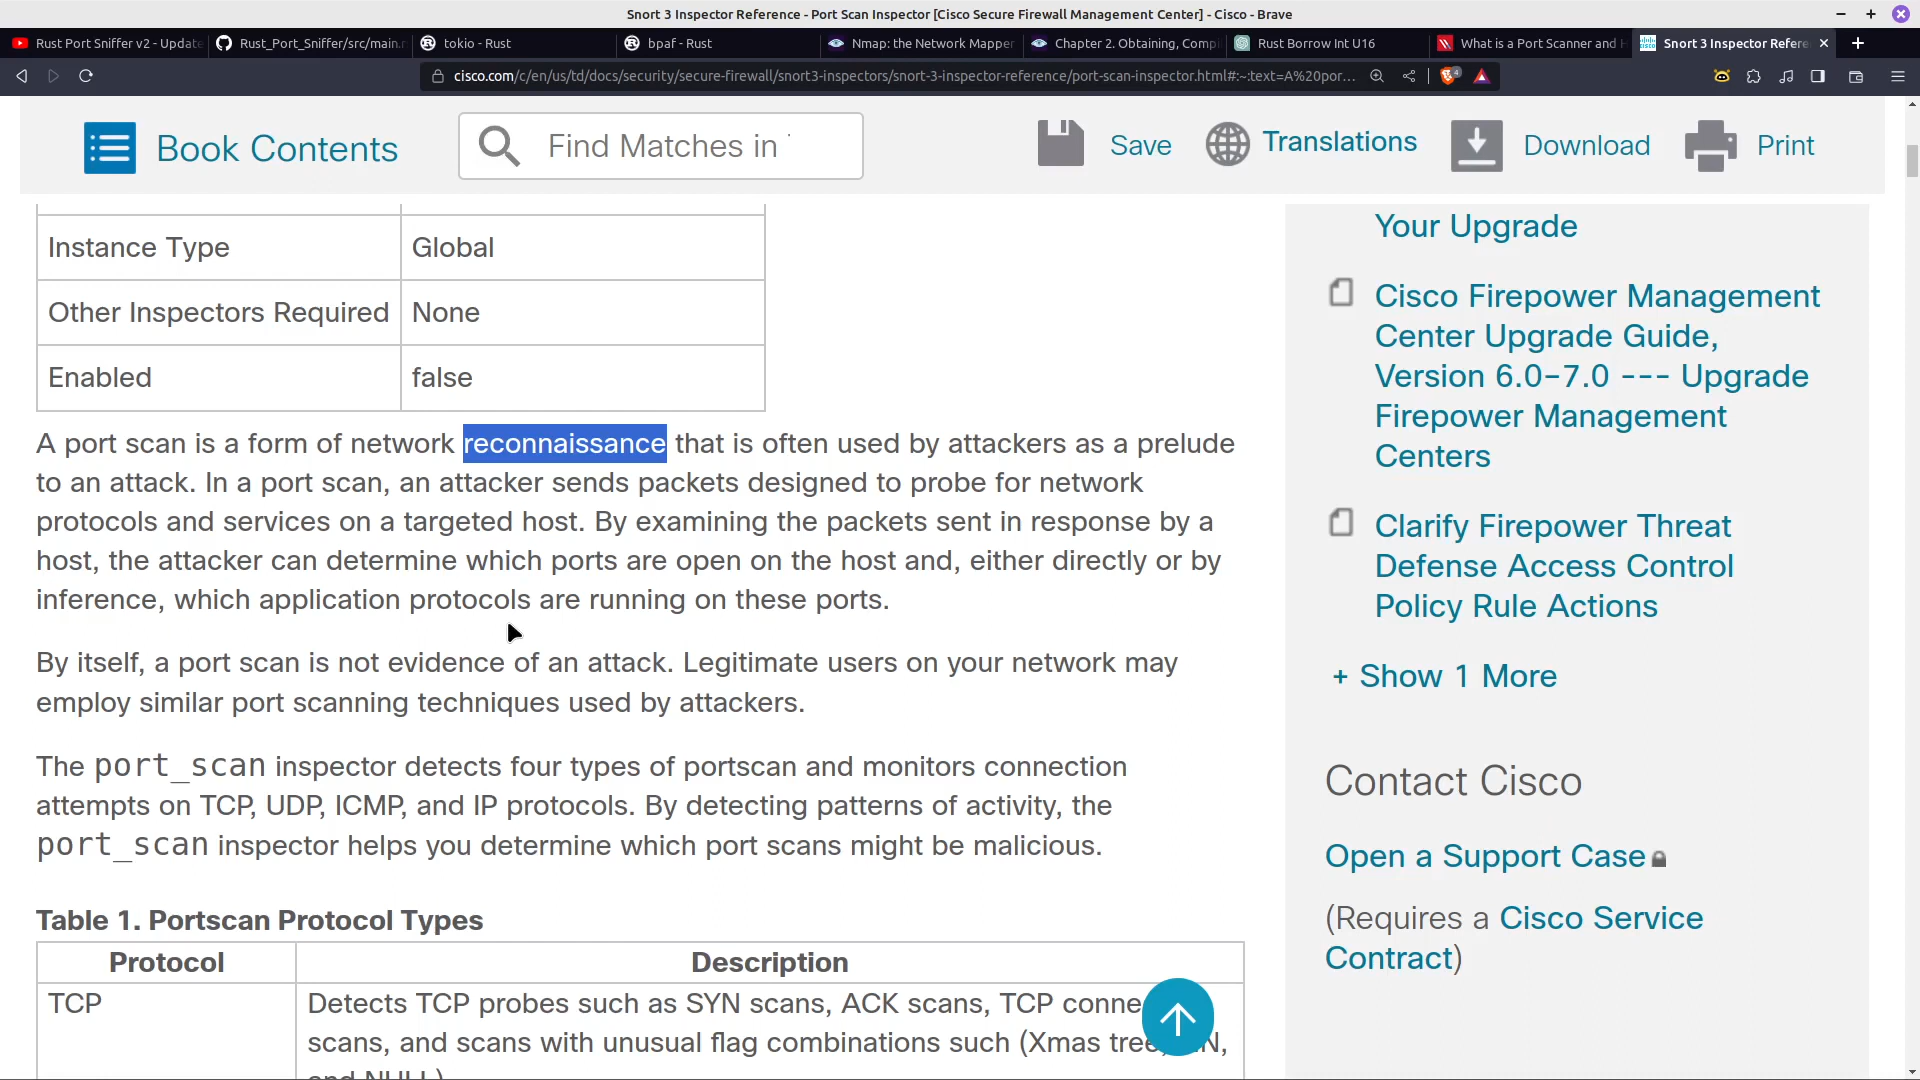 Snort 3 Inspector Reference - Port Scan Inspector [Cisco Secure Firewall Management Center] - Cisco - Brave
Rust Port Sniffer v2 - Update
Rust_Port_Sniffer/src/main.r
tokio - Rust
bpaf - Rust
Nmap: the Network Mapper
Chapter 2. Obtaining, Compi
Rust Borrow Int U16
What is a Port Scanner and H
Snort 3 Inspector Refere
cisco.com/c/en/us/td/docs/security/secure-firewall/snort3-inspectors/snort-3-inspector-reference/port-scan-inspector.html#:~:text=A%20por...
4
Book Contents
Find Matches in
Save
Translations
Download
Print
Instance Type Global
Other Inspectors Required None
Enabled false
A port scan is a form of network reconnaissance that is often used by attackers as a prelude
to an attack. In a port scan, an attacker sends packets designed to probe for network
protocols and services on a targeted host. By examining the packets sent in response by a
host, the attacker can determine which ports are open on the host and, either directly or by
inference, which application protocols are running on these ports.
By itself, a port scan is not evidence of an attack. Legitimate users on your network may
employ similar port scanning techniques used by attackers.
The port_scan inspector detects four types of portscan and monitors connection
attempts on TCP, UDP, ICMP, and IP protocols. By detecting patterns of activity, the
port_scan inspector helps you determine which port scans might be malicious.
Table 1. Portscan Protocol Types
Protocol Description
TCP Detects TCP probes such as SYN scans, ACK scans, TCP conne
scans, and scans with unusual flag combinations such (Xmas tree, N,
and NULL)
Your Upgrade
Cisco Firepower Management
Center Upgrade Guide,
Version 6.0–7.0 --- Upgrade
Firepower Management
Centers
Clarify Firepower Threat
Defense Access Control
Policy Rule Actions
+ Show 1 More
Contact Cisco
Open a Support Case
(Requires a Cisco Service
Contract)